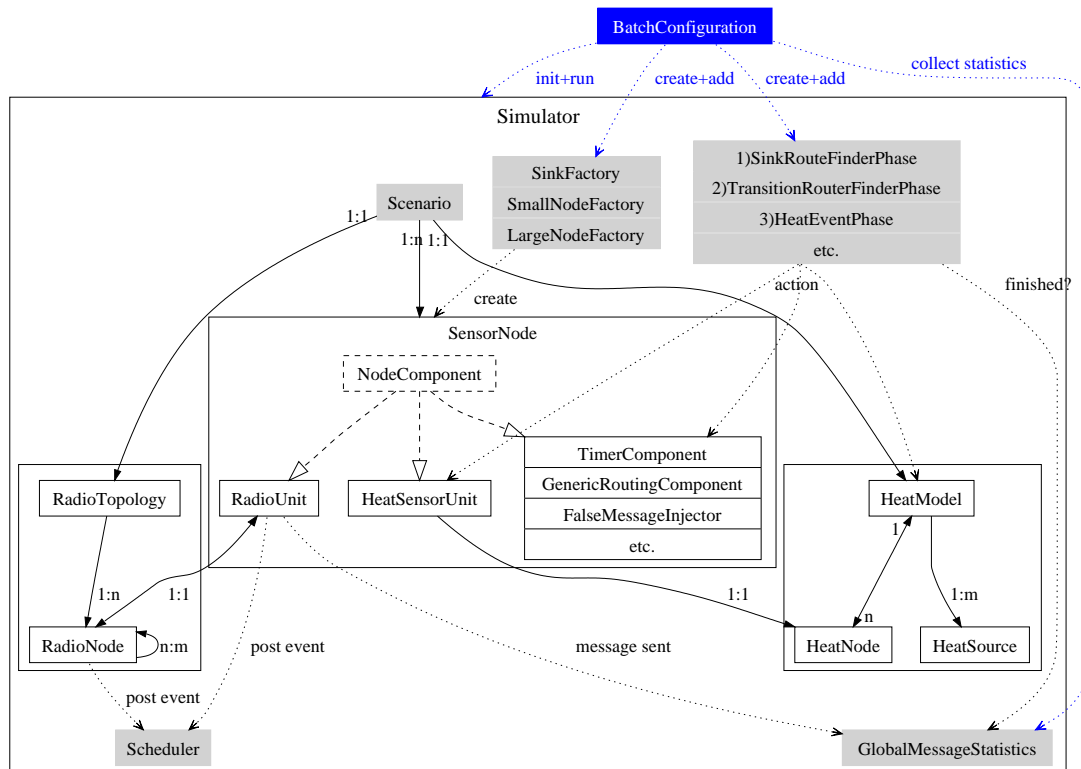 BatchConfiguration
init+run
create+add
create+add
collect statistics
Simulator
SinkFactory
SmallNodeFactory
LargeNodeFactory
1)SinkRouteFinderPhase
2)TransitionRouterFinderPhase
3)HeatEventPhase
etc.
Scenario
1:1
1:n
1:1
create
action
finished?
SensorNode
NodeComponent
TimerComponent
GenericRoutingComponent
FalseMessageInjector
etc.
RadioTopology
RadioUnit
HeatSensorUnit
HeatModel
1
1:n
1:1
1:1
1:m
n
RadioNode
n:m
post event
message sent
HeatNode
HeatSource
post event
Scheduler
GlobalMessageStatistics